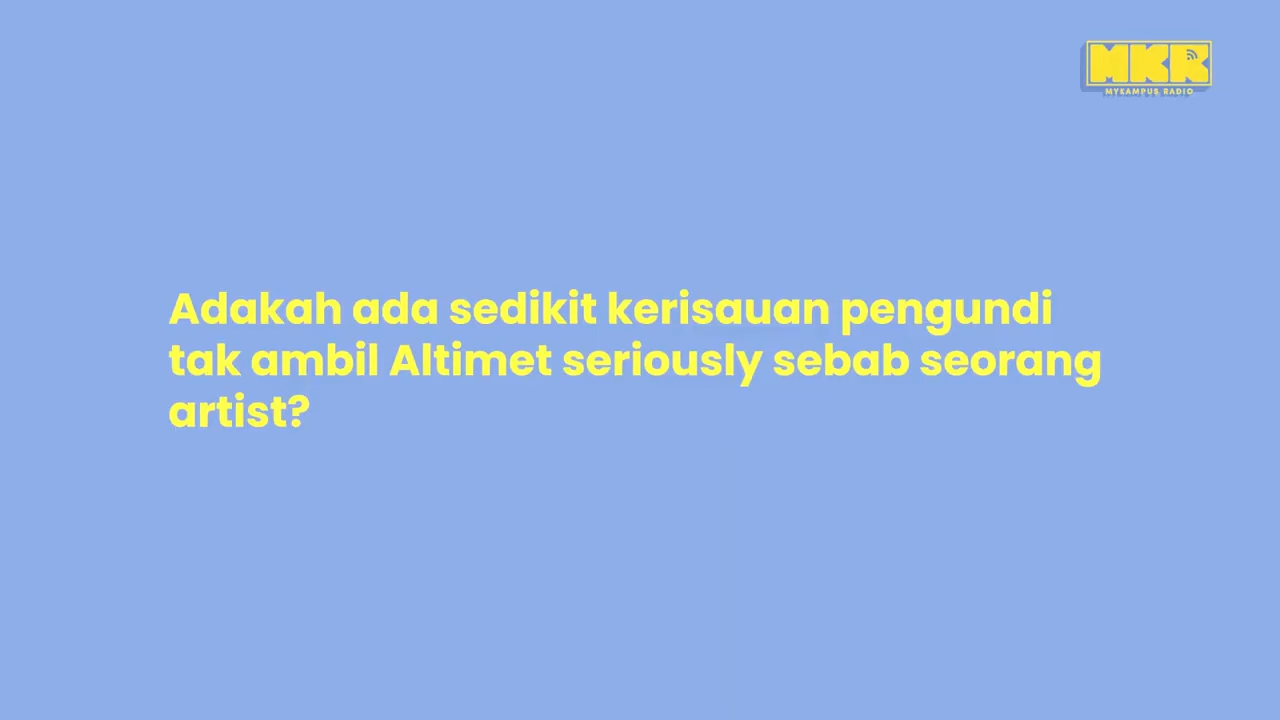 MKR
MYKAMPUS RADIO
Adakah ada sedikit kerisauan pengundi
tak ambil Altimet seriously sebab seorang
artist?